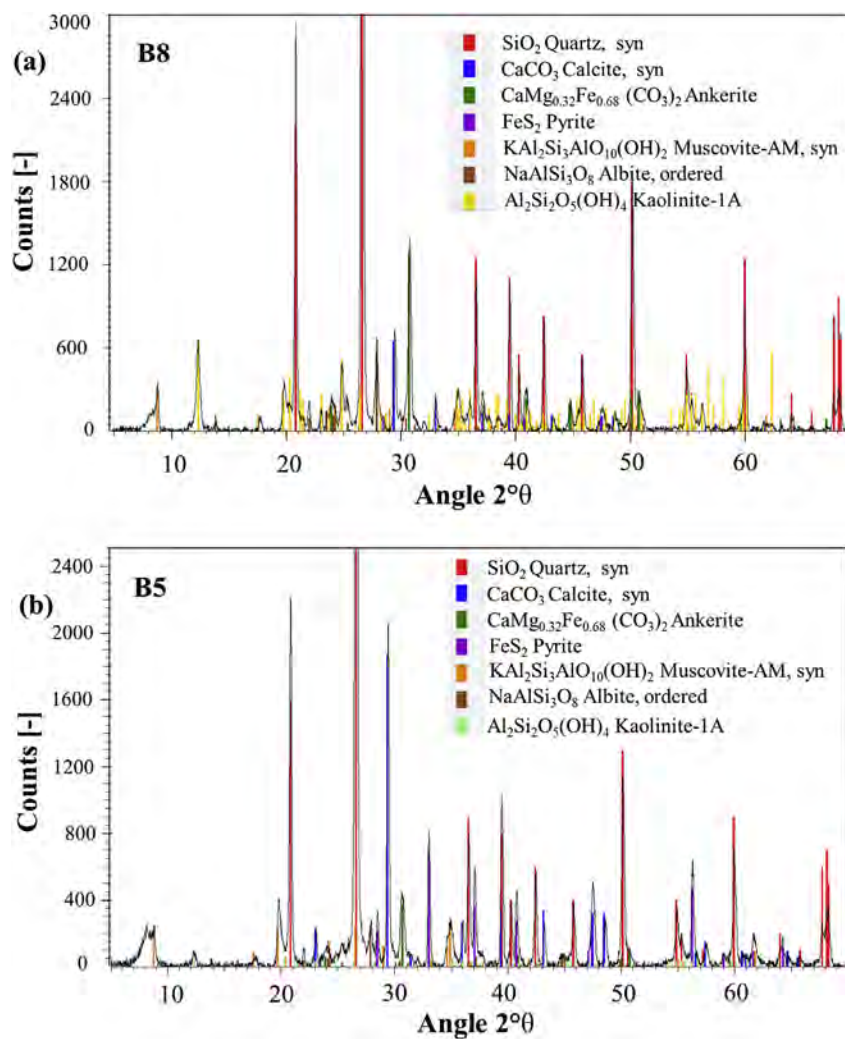 (a)
B8
SiO₂ Quartz, syn
CaCO₃ Calcite, syn
CaMg₀.₃₂Fe₀.₆₈ (CO₃)₂ Ankerite
FeS₂ Pyrite
KAl₂Si₃AlO₁₀(OH)₂ Muscovite-AM, syn
NaAlSi₃O₈ Albite, ordered
Al₂Si₂O₅(OH)₄ Kaolinite-1A
Counts [-]
3000
2400
1800
1200
600
0
10 20 30 40 50 60
Angle 2°θ
(b)
B5
SiO₂ Quartz, syn
CaCO₃ Calcite, syn
CaMg₀.₃₂Fe₀.₆₈ (CO₃)₂ Ankerite
FeS₂ Pyrite
KAl₂Si₃AlO₁₀(OH)₂ Muscovite-AM, syn
NaAlSi₃O₈ Albite, ordered
Al₂Si₂O₅(OH)₄ Kaolinite-1A
Counts [-]
2400
2000
1600
1200
800
400
0
10 20 30 40 50 60
Angle 2°θ